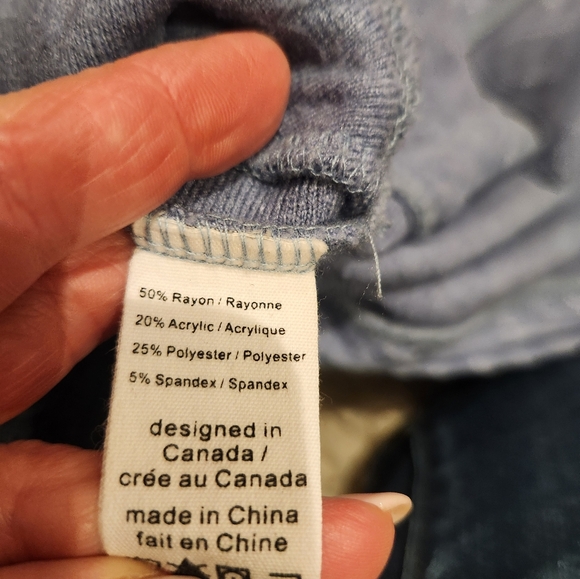 50% Rayon / Rayonne
20% Acrylic / Acrylique
25% Polyester / Polyester
5% Spandex / Spandex
designed in
Canada /
crée au Canada
made in China
fait en Chine